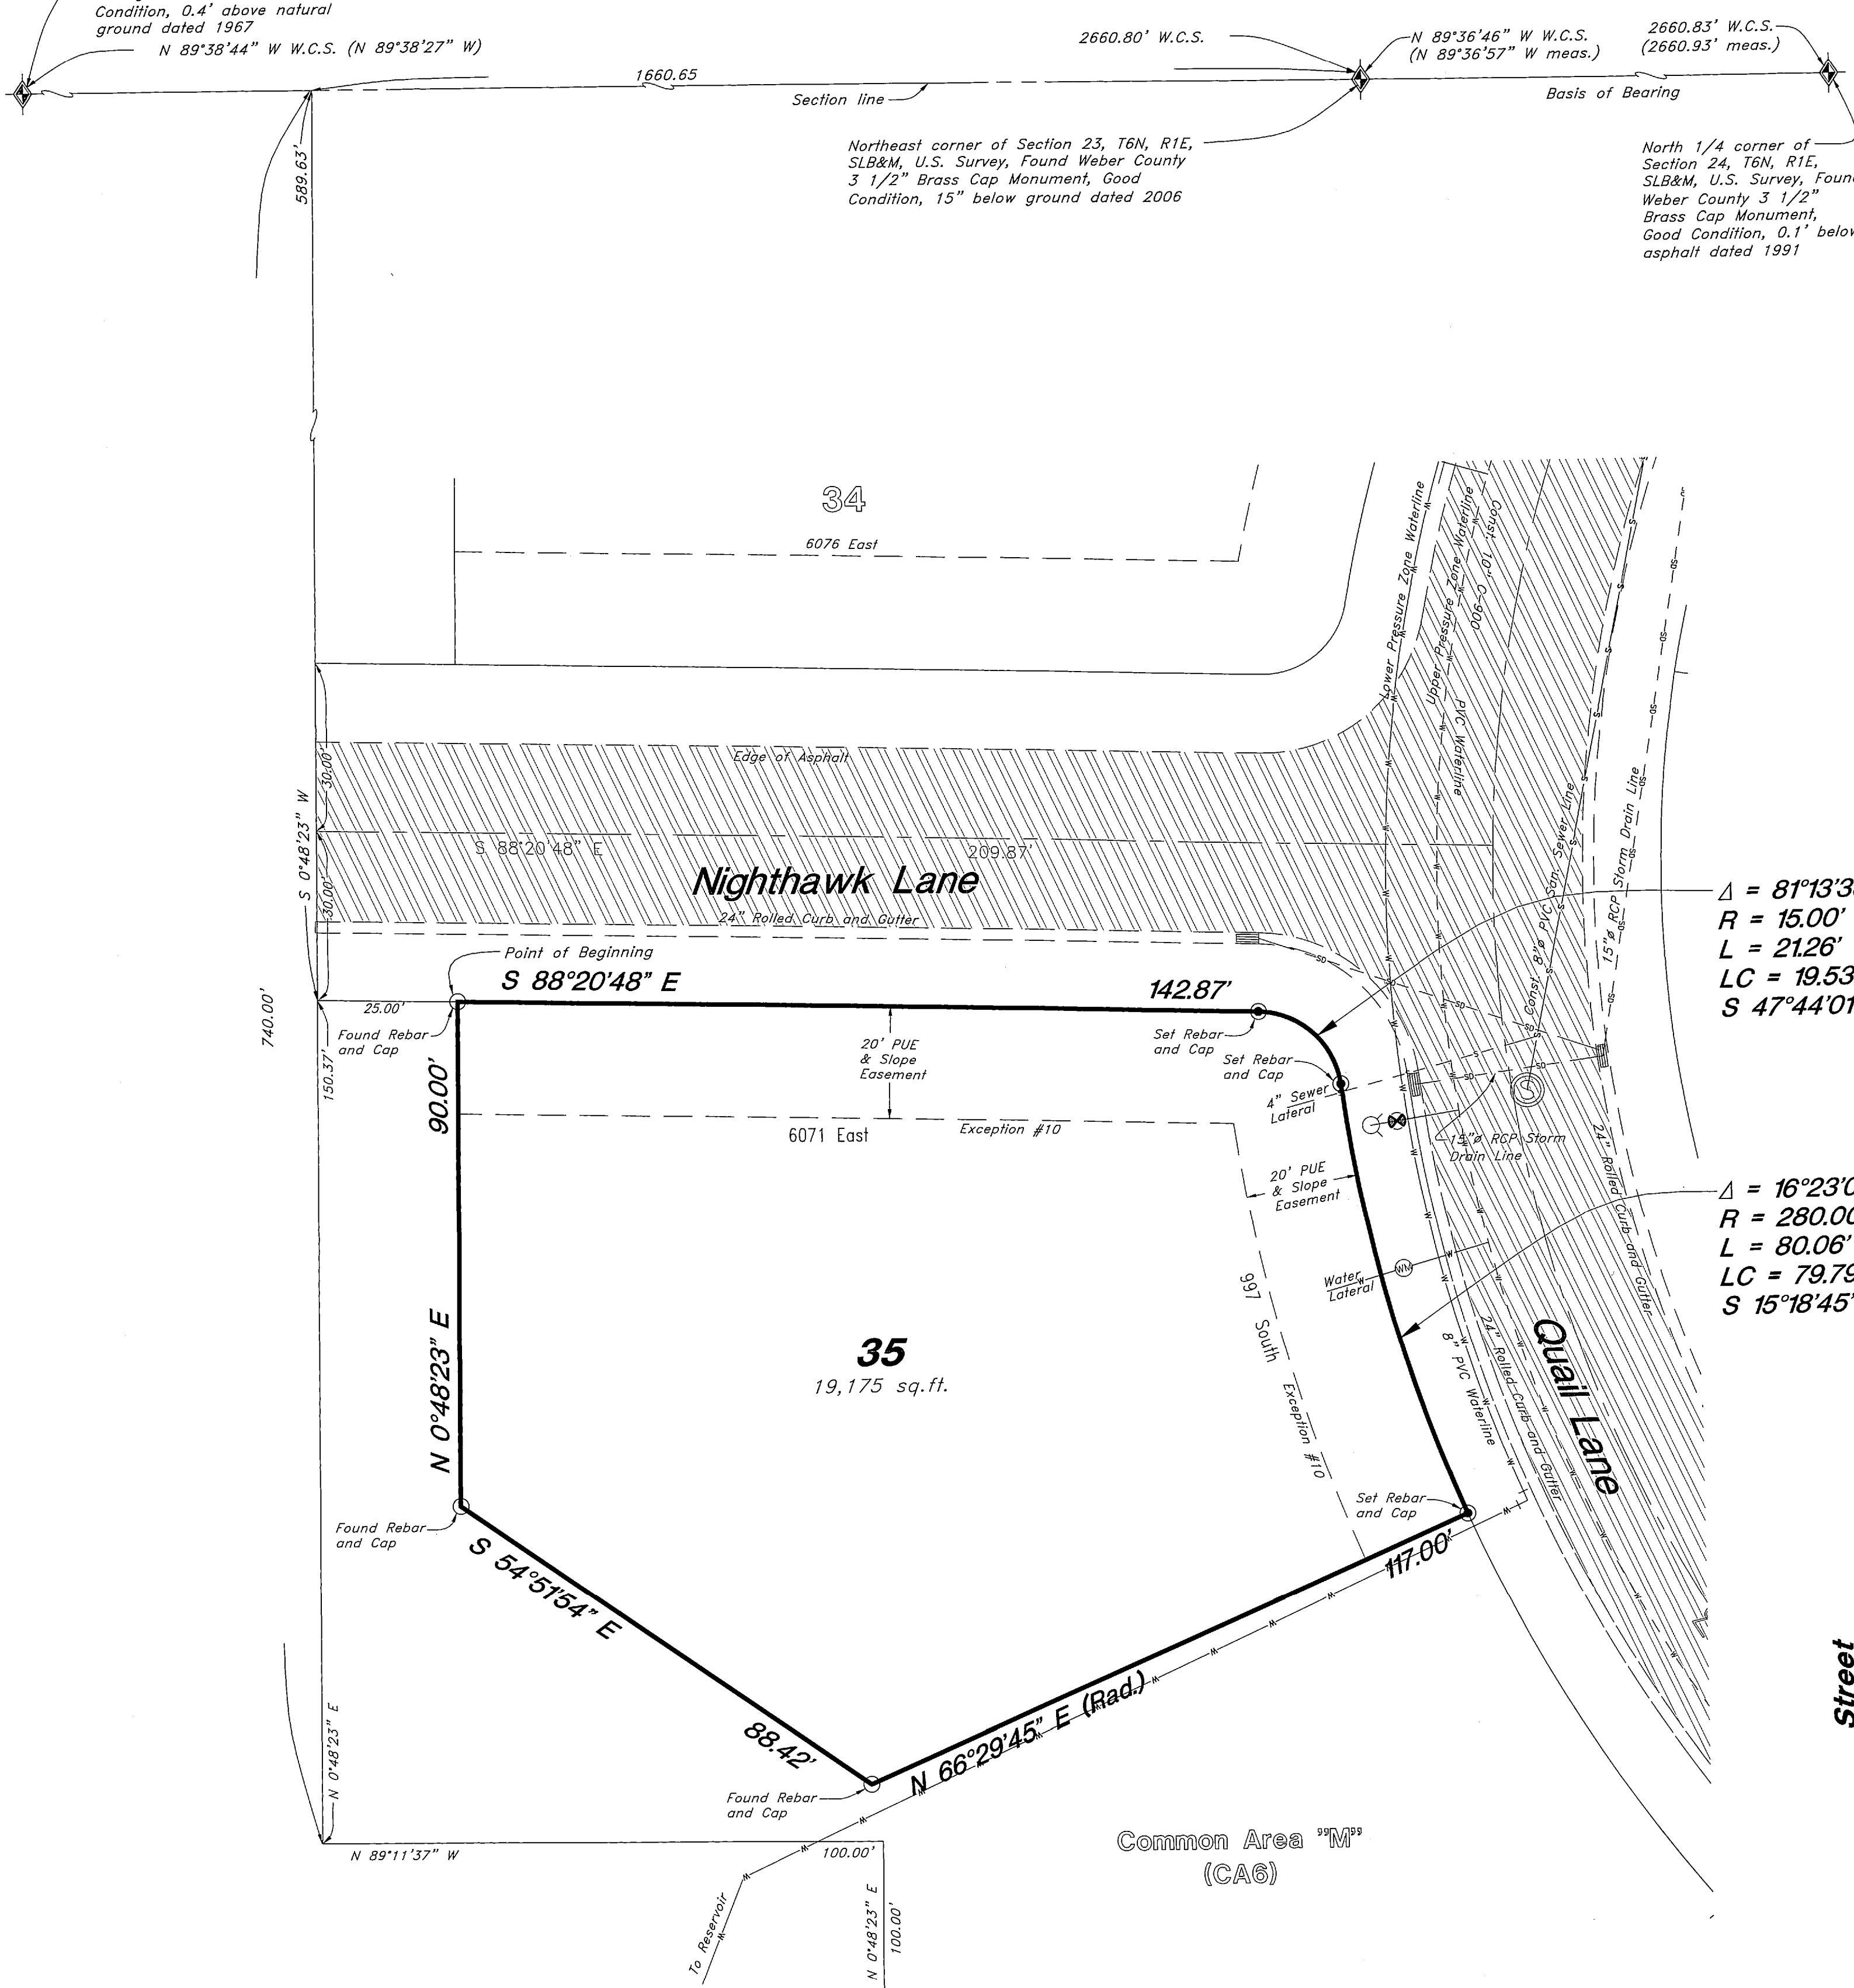 Condition, 0.4' above natural
ground dated 1967
N 89°38'44" W W.C.S. (N 89°38'27" W)
1660.65
Section line
2660.80' W.C.S.
N 89°36'46" W W.C.S.
(N 89°36'57" W meas.)
2660.83' W.C.S.
(2660.93' meas.)
Basis of Bearing
Northeast corner of Section 23, T6N, R1E,
SLB&M, U.S. Survey, Found Weber County
3 1/2" Brass Cap Monument, Good
Condition, 15" below ground dated 2006
North 1/4 corner of
Section 24, T6N, R1E,
SLB&M, U.S. Survey, Foun
Weber County 3 1/2"
Brass Cap Monument,
Good Condition, 0.1' below
asphalt dated 1991
589.63'
34
6076 East
Lower Pressure Zone Waterline
Upper Pressure Zone Waterline
Const. 10" C-900
PVC Waterline
Edge of Asphalt
30.00'
S 0°48'23" W
30.00'
S 88°20'48" E
209.87'
Nighthawk Lane
24" Rolled Curb and Gutter
Const. 8"ø PVC San. Sewer Line
15"ø RCP Storm Drain Line
Δ = 81°13'3
R = 15.00'
L = 21.26'
LC = 19.53
S 47°44'01
Point of Beginning
S 88°20'48" E
142.87'
25.00'
Found Rebar
and Cap
740.00'
150.37'
90.00'
20' PUE
& Slope
Easement
Set Rebar
and Cap
Set Rebar
and Cap
4" Sewer
Lateral
6071 East
Exception #10
15"ø RCP Storm
Drain Line
20' PUE
& Slope
Easement
24" Rolled Curb and Gutter
Δ = 16°23'0
R = 280.00
L = 80.06'
LC = 79.79
S 15°18'45"
WM
Water
Lateral
997 South
Exception #10
N 0°48'23" E
35
19,175 sq.ft.
8" PVC Waterline
24" Rolled Curb and Gutter
Quail Lane
Set Rebar
and Cap
Found Rebar
and Cap
S 54°51'54" E
88.42'
117.00'
N 66°29'45" E (Rad.)
Found Rebar
and Cap
Street
N 0°48'23" E
N 89°11'37" W
100.00'
Common Area "M"
(CA6)
To Reservoir
N 0°48'23" E
100.00'